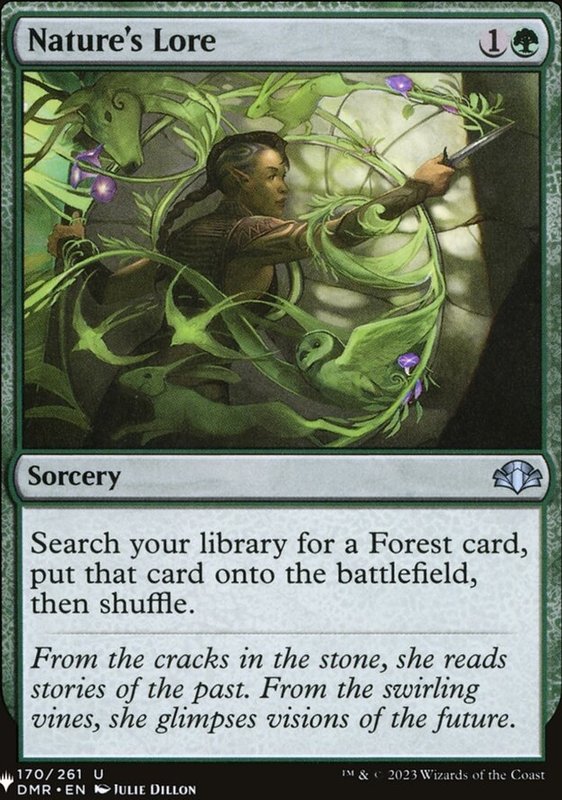 Nature's Lore 1
Sorcery
Search your library for a Forest card,
put that card onto the battlefield,
then shuffle.
From the cracks in the stone, she reads
stories of the past. From the swirling
vines, she glimpses visions of the future.
170/261 U
DMR • EN JULIE DILLON
™ & © 2023 Wizards of the Coast